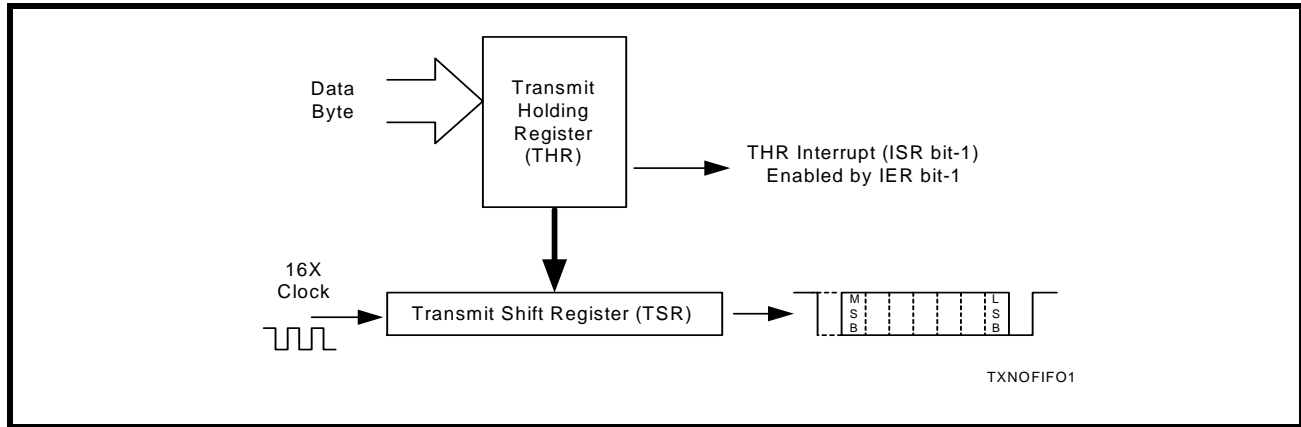 Data
Byte
Transmit
Holding
Register
(THR)
THR Interrupt (ISR bit-1)
Enabled by IER bit-1
16X
Clock
Transmit Shift Register (TSR)
M
S
B
L
S
B
TXNOFIFO1